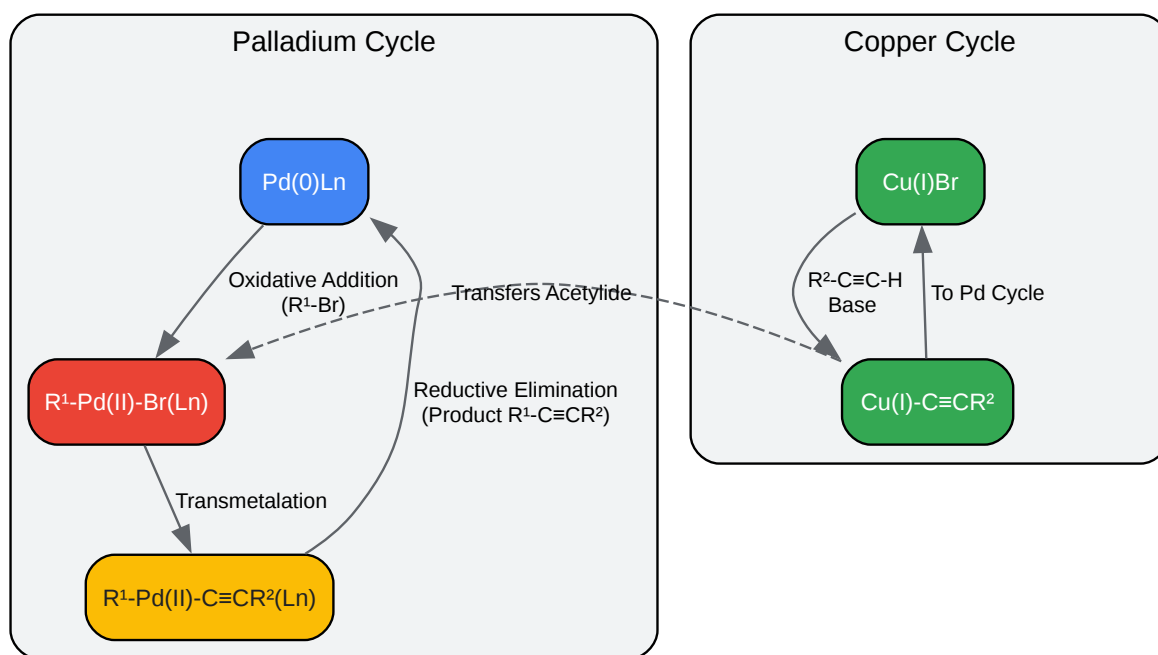 Palladium Cycle
Pd(0)Ln
Oxidative Addition
(R¹-Br)
R¹-Pd(II)-Br(Ln)
Reductive Elimination
(Product R¹-C≡CR²)
Transmetalation
R¹-Pd(II)-C≡CR²(Ln)
Transfers Acetylide
Copper Cycle
Cu(I)Br
R²-C≡C-H
Base
To Pd Cycle
Cu(I)-C≡CR²